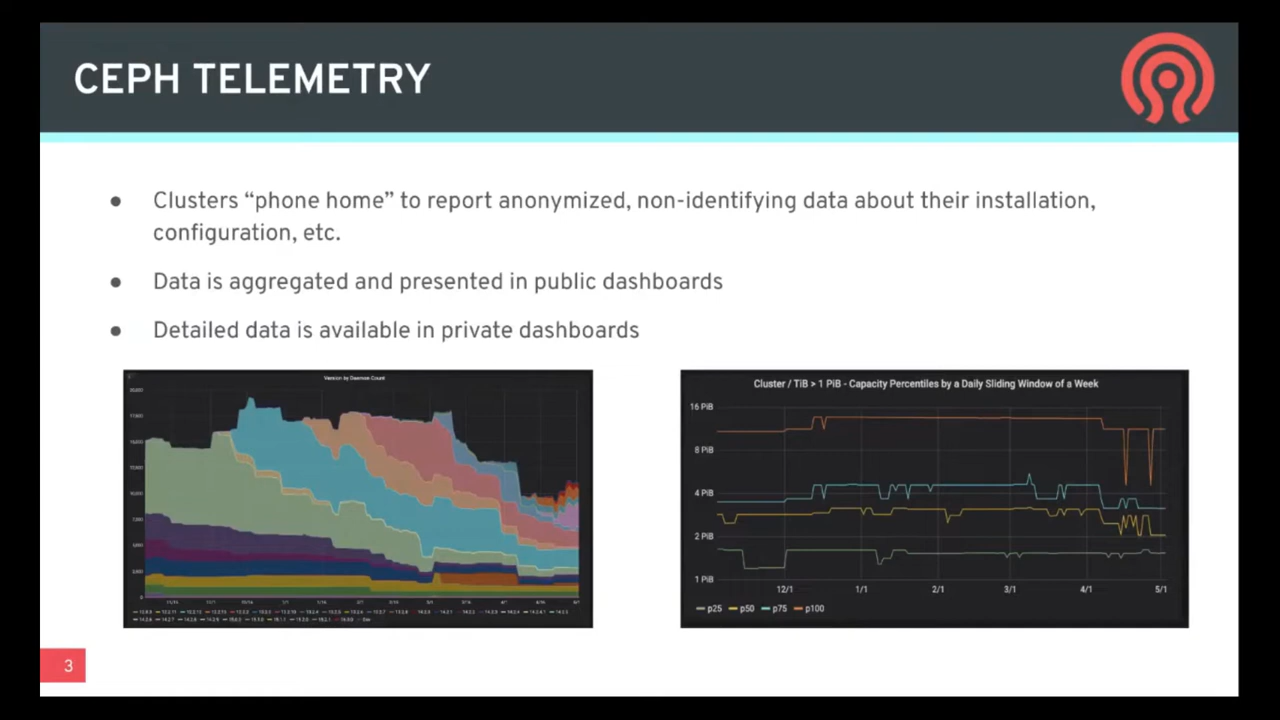 CEPH TELEMETRY
● Clusters “phone home” to report anonymized, non-identifying data about their installation,
configuration, etc.
● Data is aggregated and presented in public dashboards
● Detailed data is available in private dashboards
Version by Daemon Count
Cluster / TiB > 1 PiB - Capacity Percentiles by a Daily Sliding Window of a Week
16 PiB
8 PiB
4 PiB
2 PiB
1 PiB
12/1 1/1 2/1 3/1 4/1 5/1
p25 p50 p75 p100
3